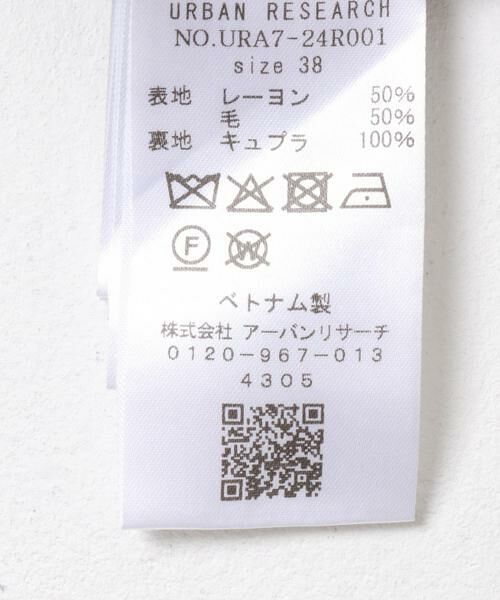 URBAN RESEARCH
NO.URA7-24R001
size 38
表地 レーヨン 50%
毛 50%
裏地 キュプラ 100%
F W
ベトナム製
株式会社 アーバンリサーチ
0120-967-013
4305